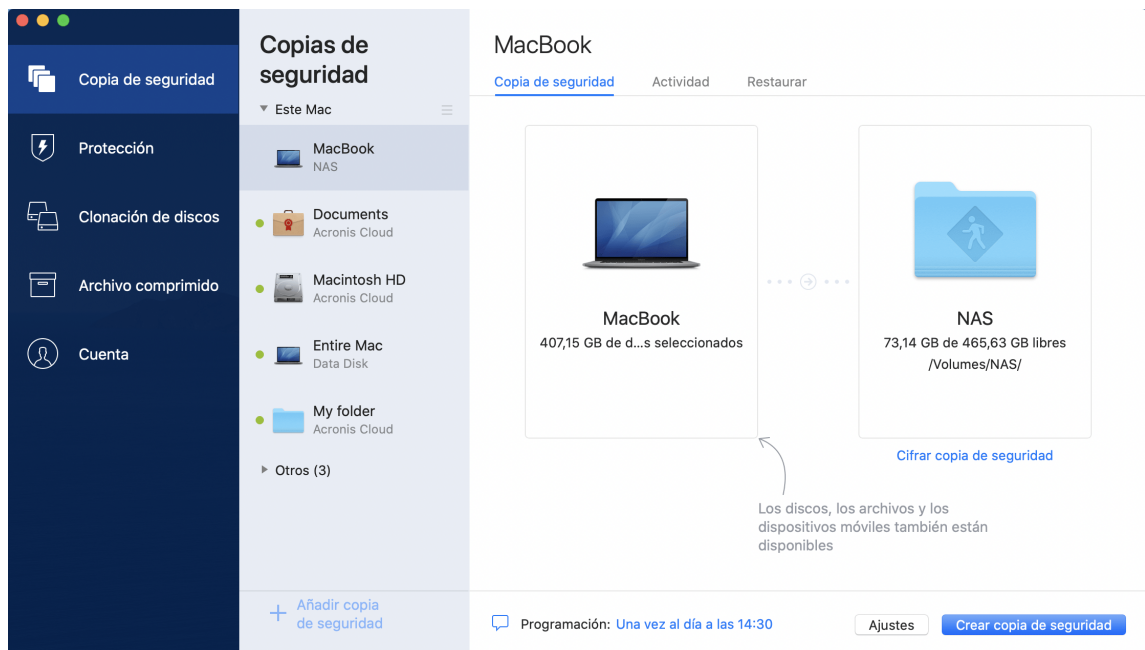 Copia de seguridad
Protección
Clonación de discos
Archivo comprimido
Cuenta
Copias de
seguridad
Este Mac
MacBook
NAS
Documents
Acronis Cloud
Macintosh HD
Acronis Cloud
Entire Mac
Data Disk
My folder
Acronis Cloud
Otros (3)
Añadir copia
de seguridad
MacBook
Copia de seguridad
Actividad
Restaurar
MacBook
407,15 GB de d...s seleccionados
NAS
73,14 GB de 465,63 GB libres
/Volumes/NAS/
Cifrar copia de seguridad
Los discos, los archivos y los
dispositivos móviles también están
disponibles
Programación: Una vez al día a las 14:30
Ajustes
Crear copia de seguridad